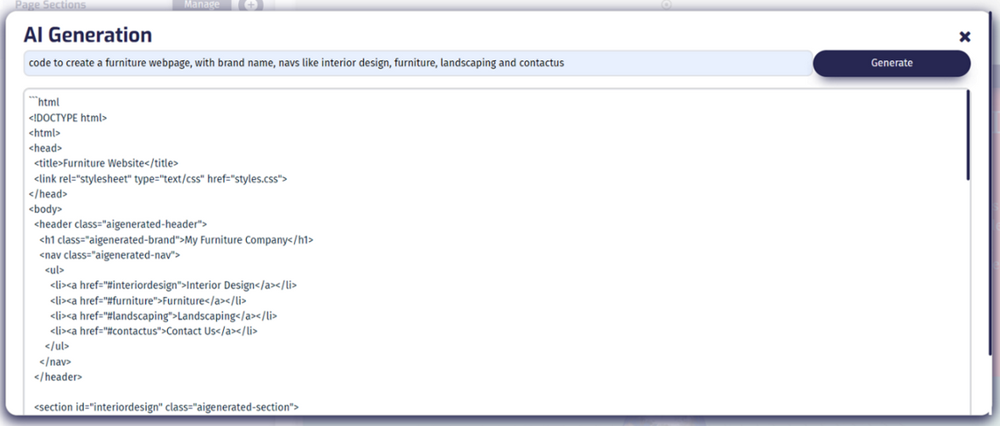 Page Sections
Manage
AI Generation
code to create a furniture webpage, with brand name, navs like interior design, furniture, landscaping and contactus
Generate
```html
<!DOCTYPE html>
<html>
<head>
<title>Furniture Website</title>
<link rel="stylesheet" type="text/css" href="styles.css">
</head>
<body>
<header class="aigenerated-header">
<h1 class="aigenerated-brand">My Furniture Company</h1>
<nav class="aigenerated-nav">
<ul>
<li><a href="#interiordesign">Interior Design</a></li>
<li><a href="#furniture">Furniture</a></li>
<li><a href="#landscaping">Landscaping</a></li>
<li><a href="#contactus">Contact Us</a></li>
</ul>
</nav>
</header>
<section id="interiordesign" class="aigenerated-section">